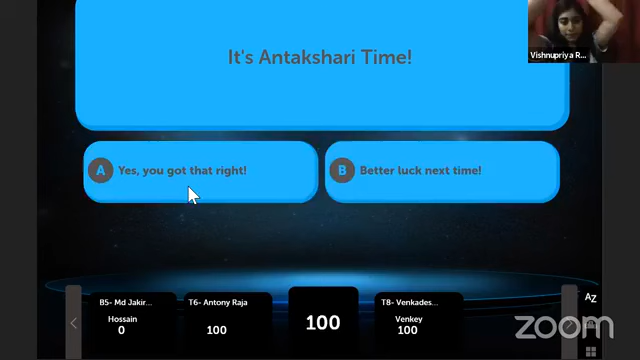 It's Antakshari Time!
Vishnupriya R...
A Yes, you got that right!
B Better luck next time!
B5- Md Jakir...
Hossain
0
T6- Antony Raja
100
100
T8- Venkades...
Venkey
100
AZ
zoom